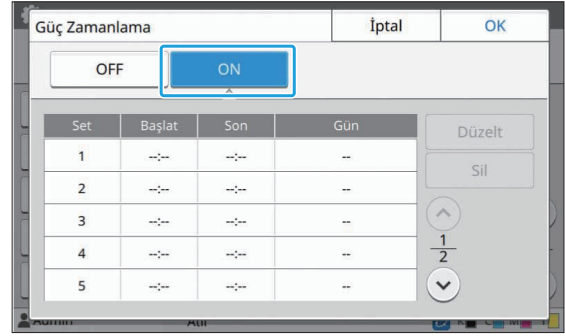 Güç Zamanlama İptal OK
OFF ON
Set Başlat Son Gün Düzelt
1 --:-- --:-- --
Sil
2 --:-- --:-- --
3 --:-- --:-- --
1
4 --:-- --:-- --
2
5 --:-- --:-- --
Admin